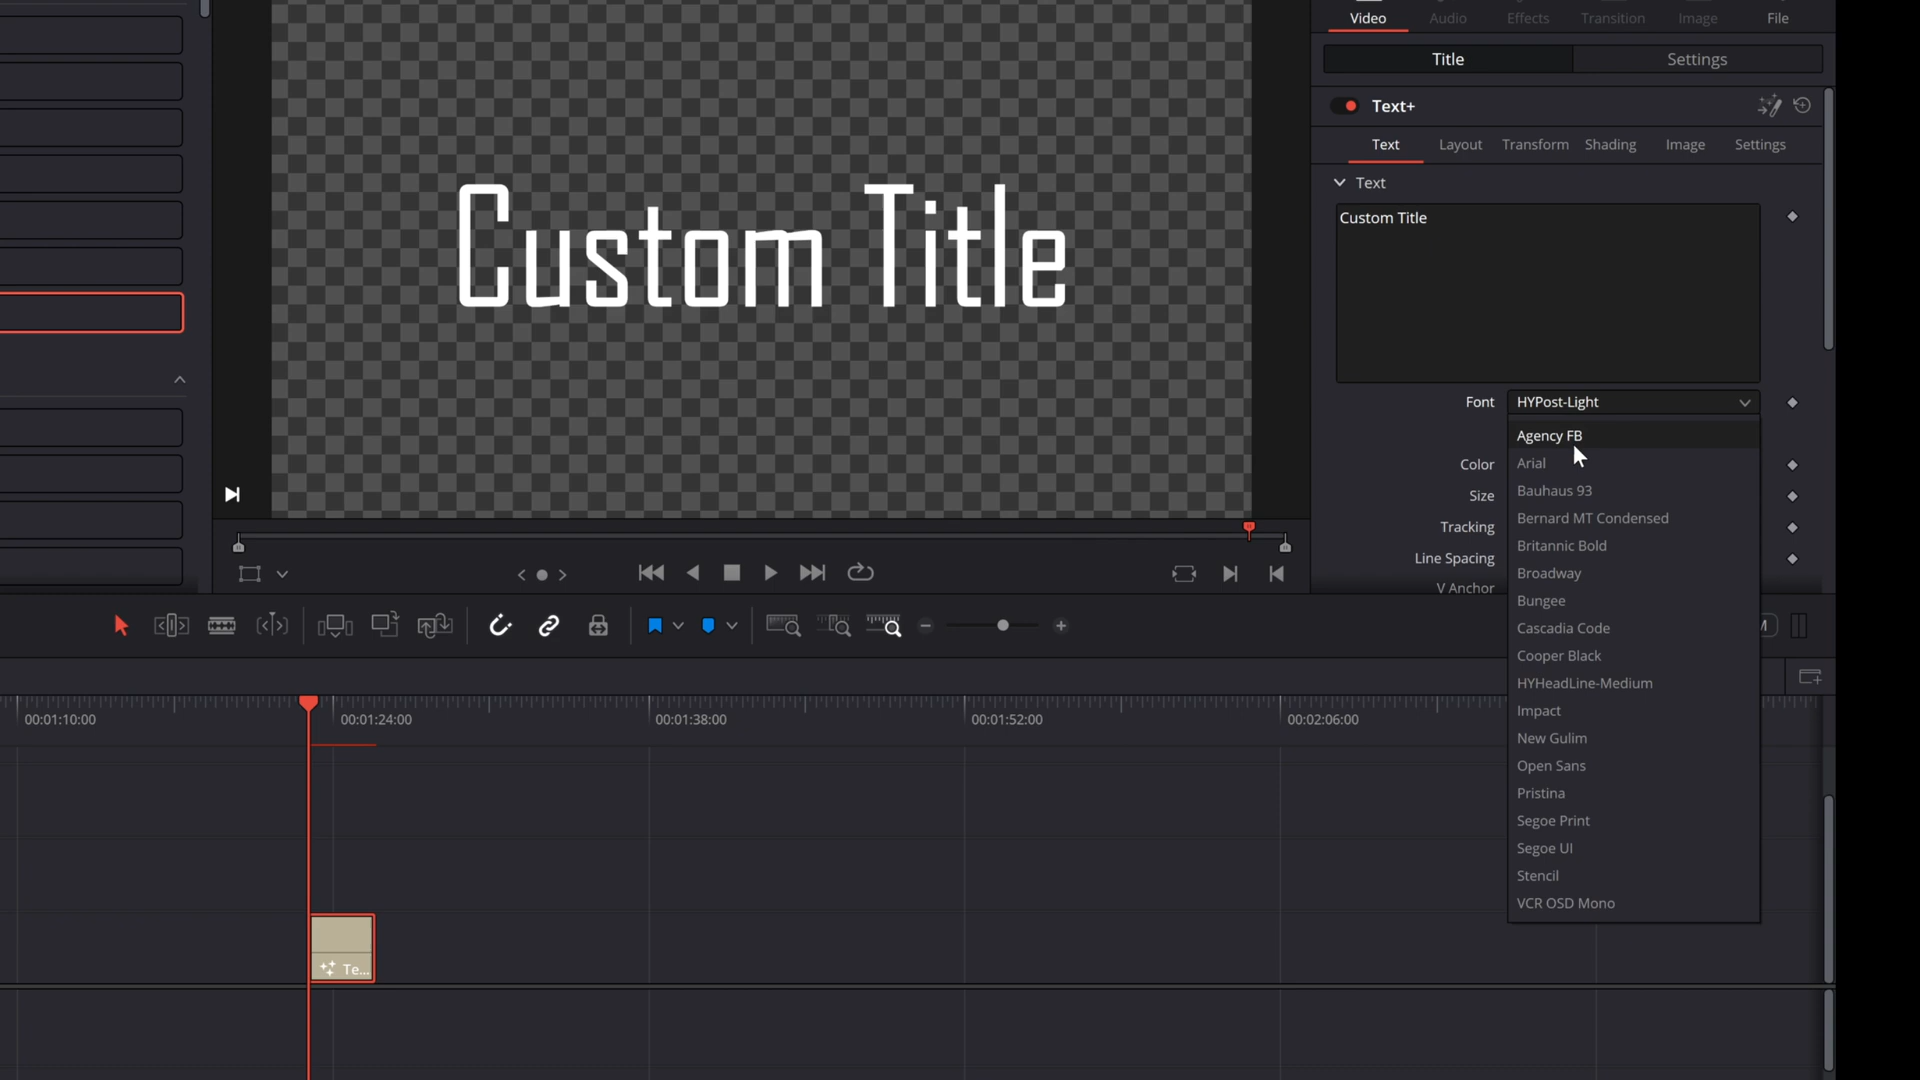 Video Audio Effects Transition Image File
Title Settings
Text+
Text Layout Transform Shading Image Settings
Text
Custom Title
Custom Title
Font HYPost-Light
Agency FB
Color Arial
Size Bauhaus 93
Tracking Bernard MT Condensed
Line Spacing Britannic Bold
V Anchor Broadway
Bungee
Cascadia Code
Cooper Black
HYHeadLine-Medium
Impact
New Gulim
Open Sans
Pristina
Segoe Print
Segoe UI
Stencil
VCR OSD Mono
00:01:10:00 00:01:24:00 00:01:38:00 00:01:52:00 00:02:06:00
Te...